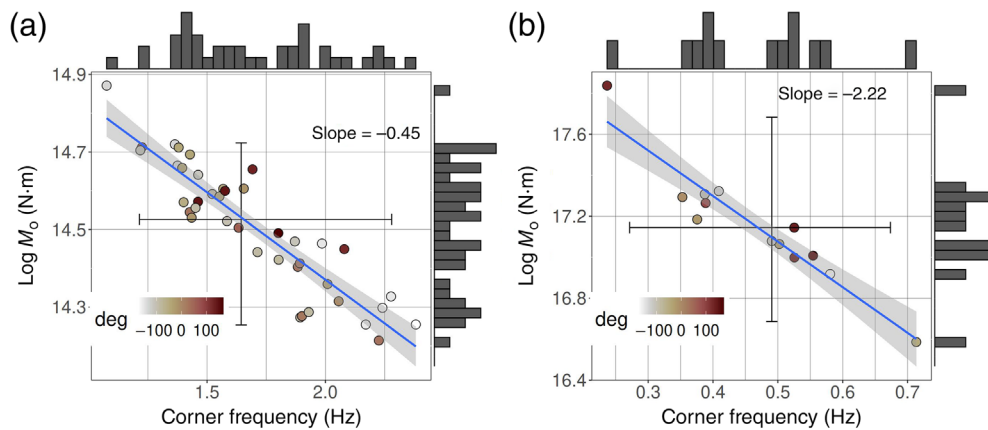 (a)
14.9
14.7
14.5
14.3
Log Mo (N·m)
Slope = −0.45
deg
−100 0 100
1.5 2.0
Corner frequency (Hz)
(b)
17.6
17.2
16.8
16.4
Log Mo (N·m)
Slope = −2.22
deg
−100 0 100
0.3 0.4 0.5 0.6 0.7
Corner frequency (Hz)